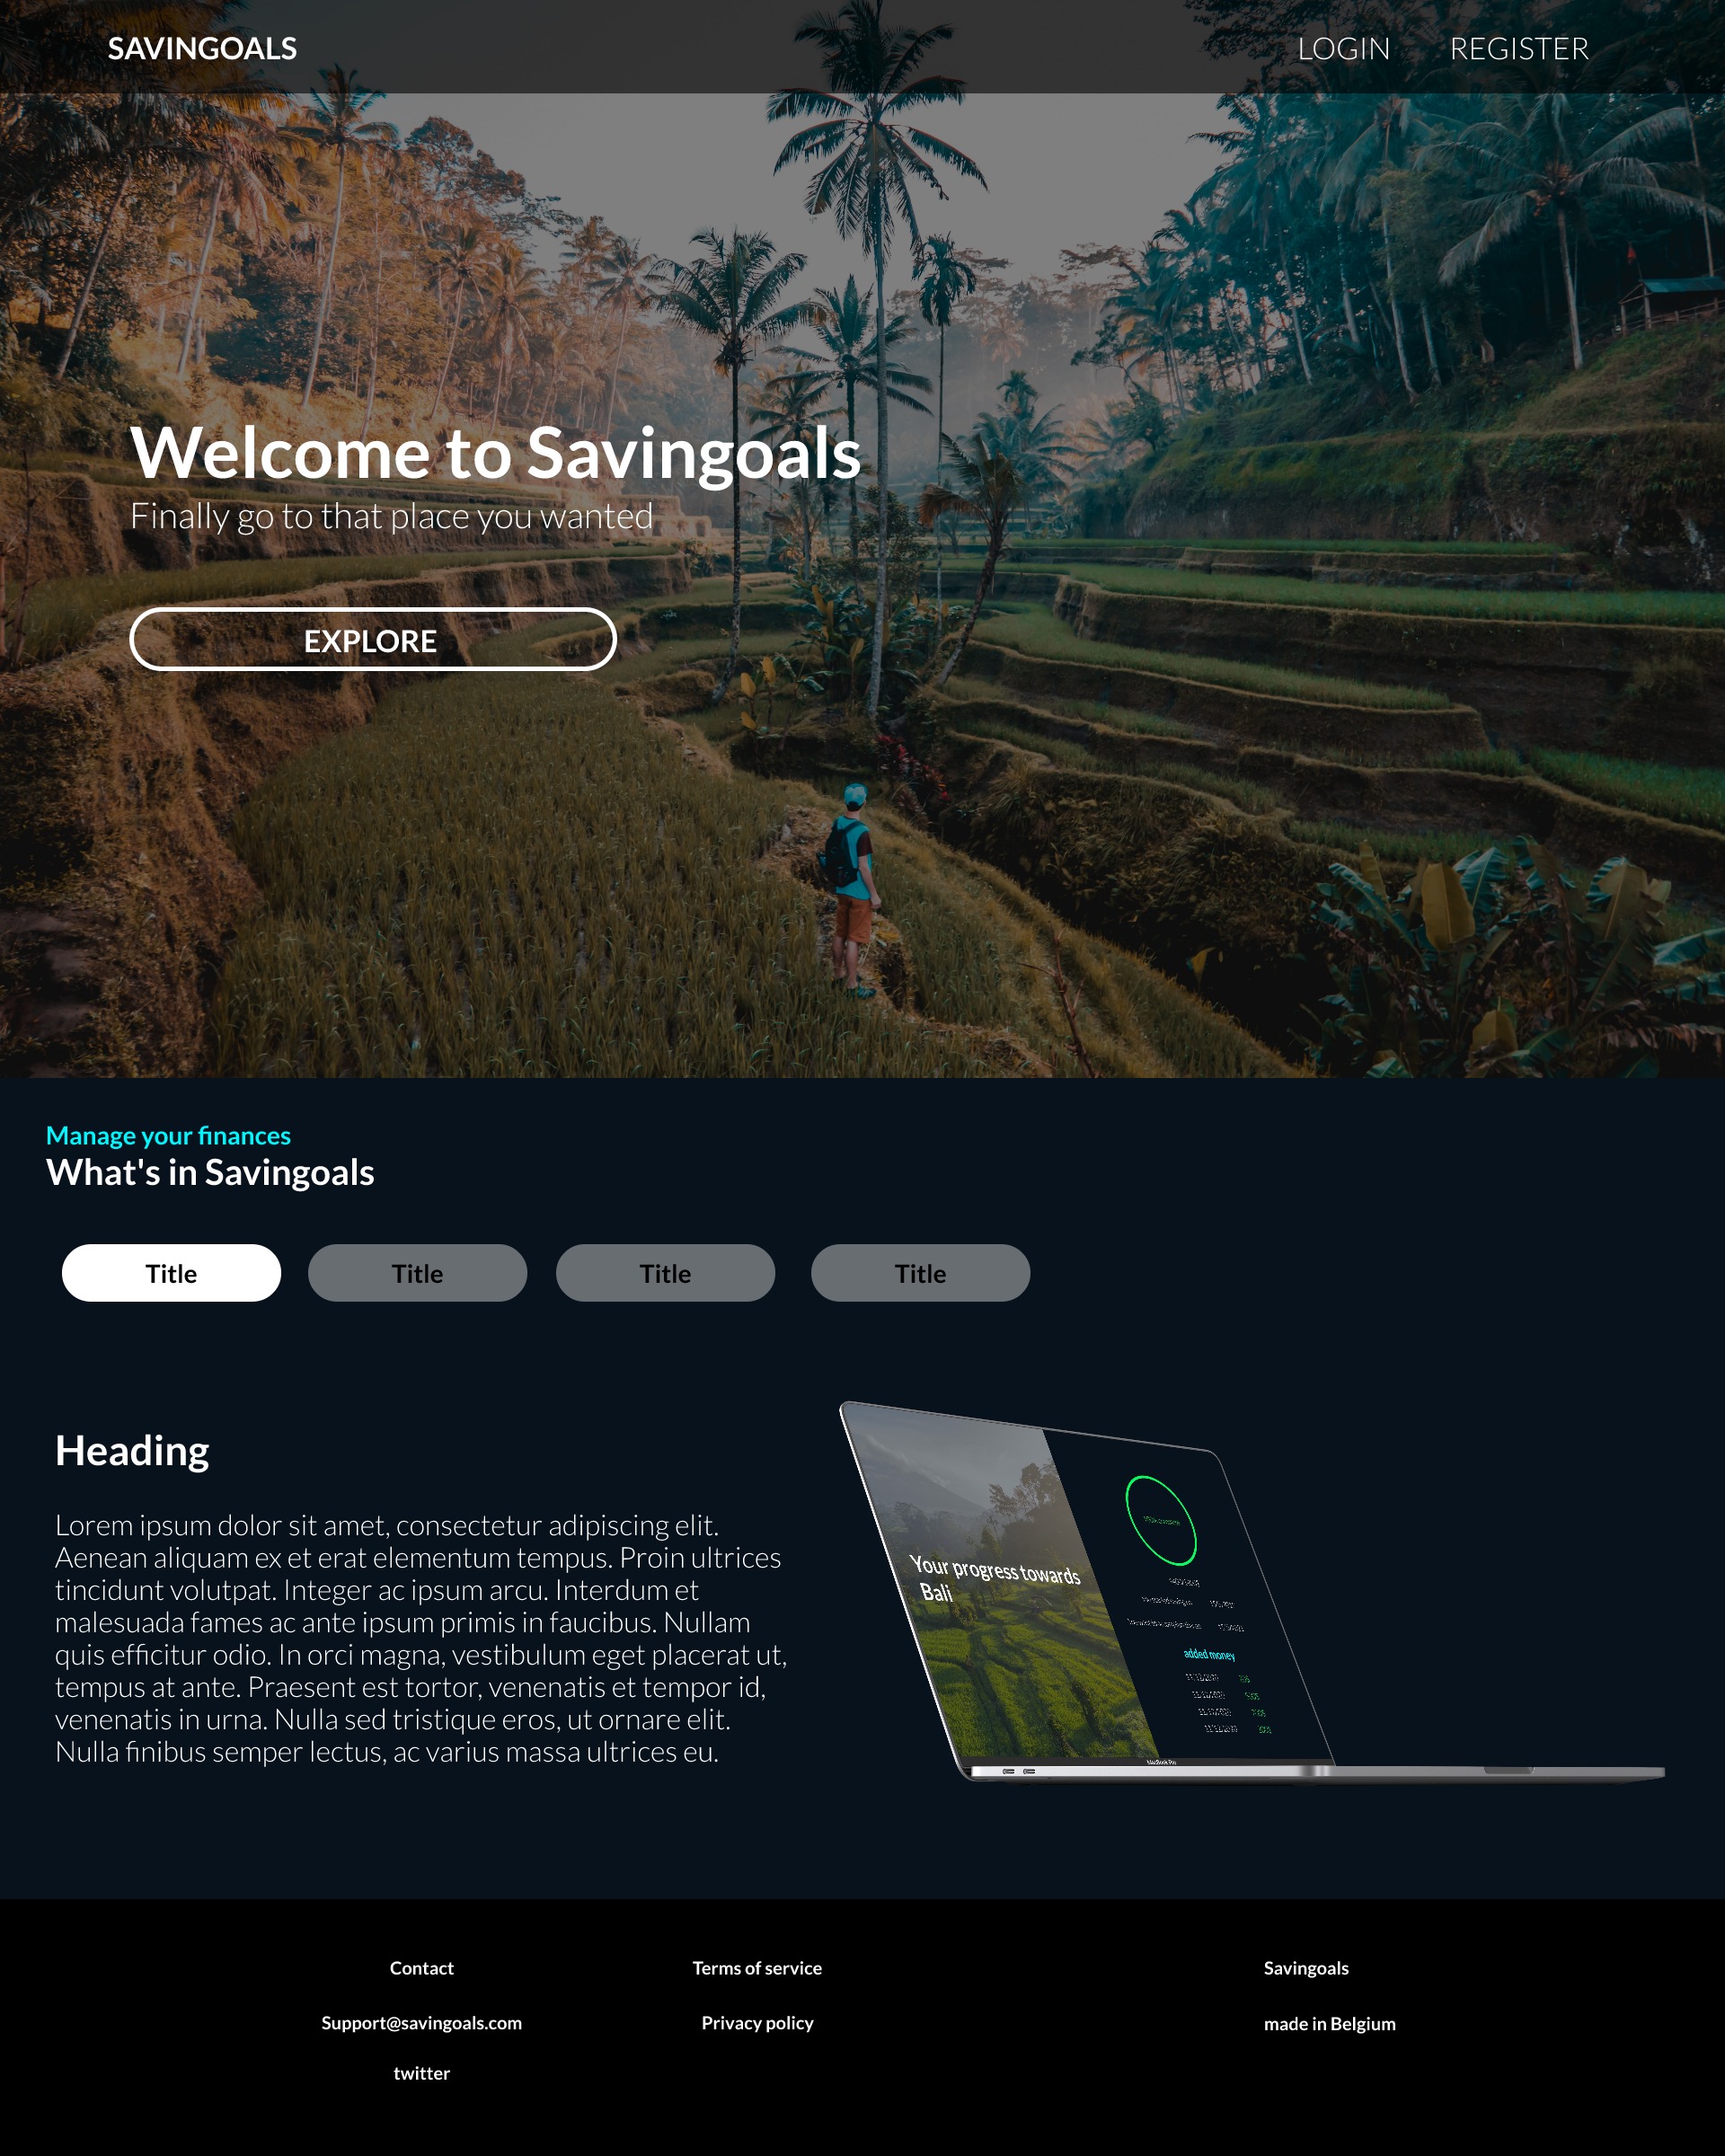 SAVINGOALS
LOGIN
REGISTER
Welcome to Savingoals
Finally go to that place you wanted
EXPLORE
Manage your finances
What's in Savingoals
Title
Title
Title
Title
Heading
Lorem ipsum dolor sit amet, consectetur adipiscing elit.
Aenean aliquam ex et erat elementum tempus. Proin ultrices
tincidunt volutpat. Integer ac ipsum arcu. Interdum et
malesuada fames ac ante ipsum primis in faucibus. Nullam
quis efficitur odio. In orci magna, vestibulum eget placerat ut,
tempus at ante. Praesent est tortor, venenatis et tempor id,
venenatis in urna. Nulla sed tristique eros, ut ornare elit.
Nulla finibus semper lectus, ac varius massa ultrices eu.
Your progress towards
Bali
added money
MacBook Pro
Contact
Support@savingoals.com
twitter
Terms of service
Privacy policy
Savingoals
made in Belgium